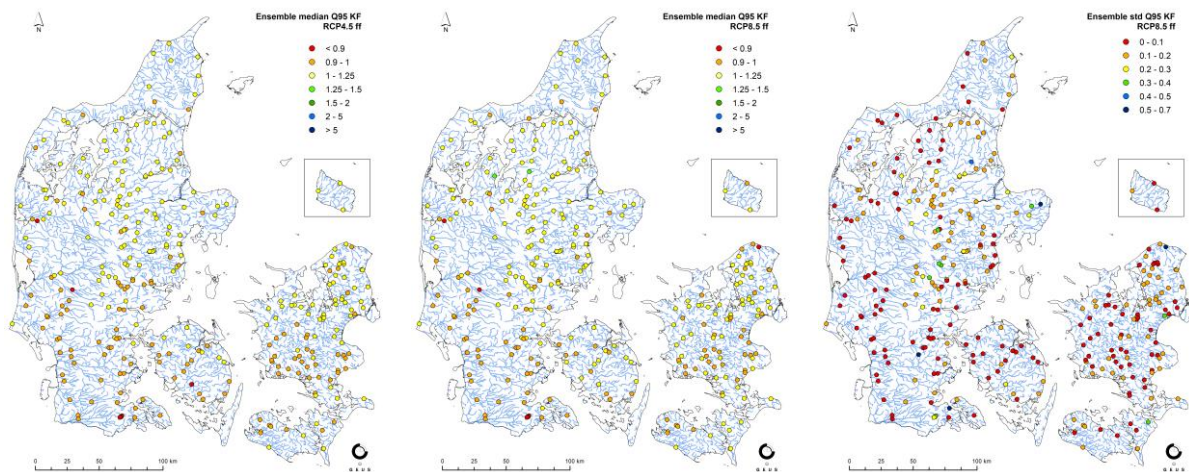 N
Ensemble median Q95 KF
RCP4.5 ff
< 0.9
0.9 - 1
1 - 1.25
1.25 - 1.5
1.5 - 2
2 - 5
> 5
0 25 50 100 km
G E U S
N
Ensemble median Q95 KF
RCP8.5 ff
< 0.9
0.9 - 1
1 - 1.25
1.25 - 1.5
1.5 - 2
2 - 5
> 5
0 25 50 100 km
G E U S
N
Ensemble std Q95 KF
RCP8.5 ff
0 - 0.1
0.1 - 0.2
0.2 - 0.3
0.3 - 0.4
0.4 - 0.5
0.5 - 0.7
0 25 50 100 km
G E U S